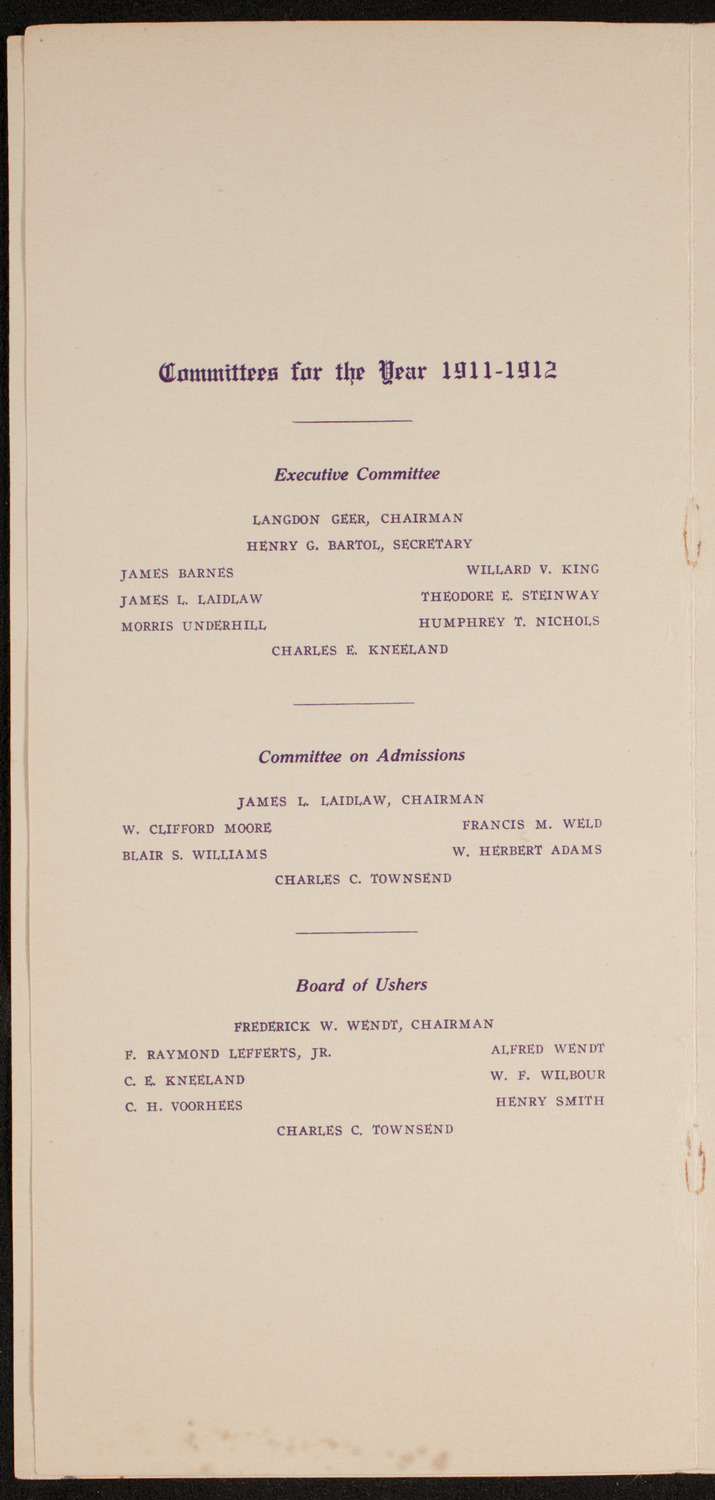 Committees for the Year 1911-1912
Executive Committee
LANGDON GEER, CHAIRMAN
HENRY G. BARTOL, SECRETARY
JAMES BARNES WILLARD V. KING
JAMES L. LAIDLAW THEODORE E. STEINWAY
MORRIS UNDERHILL HUMPHREY T. NICHOLS
CHARLES E. KNEELAND
Committee on Admissions
JAMES L. LAIDLAW, CHAIRMAN
W. CLIFFORD MOORE FRANCIS M. WELD
BLAIR S. WILLIAMS W. HERBERT ADAMS
CHARLES C. TOWNSEND
Board of Ushers
FREDERICK W. WENDT, CHAIRMAN
F. RAYMOND LEFFERTS, JR. ALFRED WENDT
C. E. KNEELAND W. F. WILBOUR
C. H. VOORHEES HENRY SMITH
CHARLES C. TOWNSEND